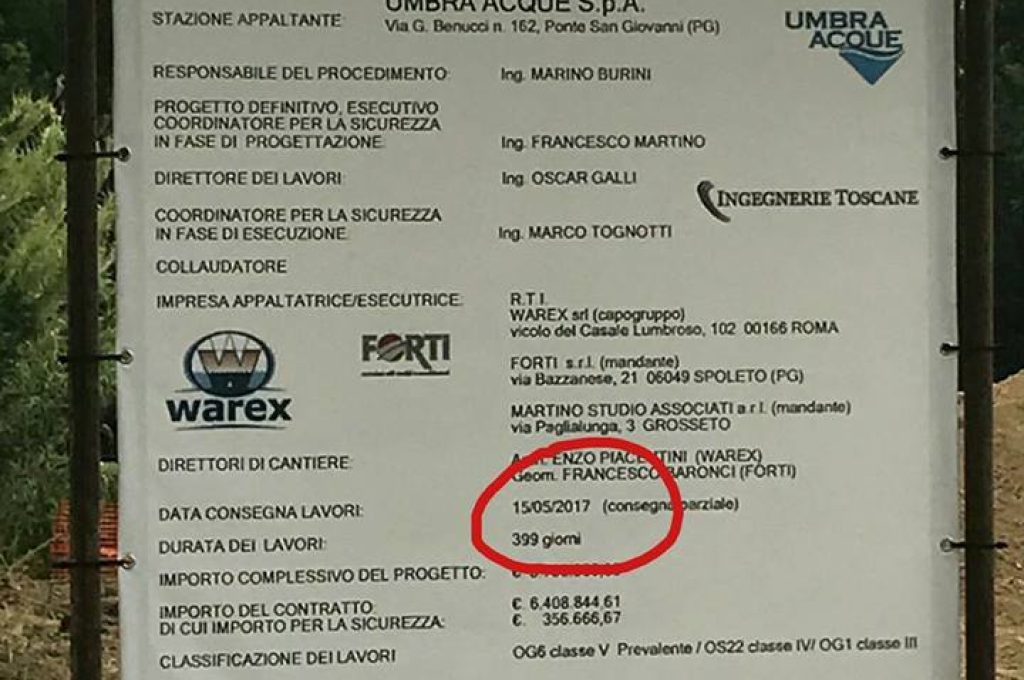 UMBRA ACQUE S.p.A.
STAZIONE APPALTANTE: Via G. Benucci n. 162, Ponte San Giovanni (PG)
UMBRA
ACQUE
RESPONSABILE DEL PROCEDIMENTO: Ing. MARINO BURINI
PROGETTO DEFINITIVO, ESECUTIVO
COORDINATORE PER LA SICUREZZA
IN FASE DI PROGETTAZIONE: Ing. FRANCESCO MARTINO
DIRETTORE DEI LAVORI: Ing. OSCAR GALLI
INGEGNERIE TOSCANE
COORDINATORE PER LA SICUREZZA
IN FASE DI ESECUZIONE: Ing. MARCO TOGNOTTI
COLLAUDATORE
IMPRESA APPALTATRICE/ESECUTRICE: R.T.I.
WAREX srl (capogruppo)
vicolo del Casale Lumbroso, 102 00166 ROMA
warex
FORTI
FORTI s.r.l. (mandante)
via Bazzanese, 21 06049 SPOLETO (PG)
MARTINO STUDIO ASSOCIATI a.r.l. (mandante)
via Paglialunga, 3 GROSSETO
DIRETTORI DI CANTIERE: ENZO PIACENTINI (WAREX)
Geom. FRANCESCO BARONCI (FORTI)
DATA CONSEGNA LAVORI: 15/05/2017 (consegna parziale)
DURATA DEI LAVORI: 399 giorni
IMPORTO COMPLESSIVO DEL PROGETTO: €
IMPORTO DEL CONTRATTO: € 6.408.844,61
DI CUI IMPORTO PER LA SICUREZZA: €. 356.666,67
CLASSIFICAZIONE DEI LAVORI OG6 classe V Prevalente / OS22 classe IV/ OG1 classe III